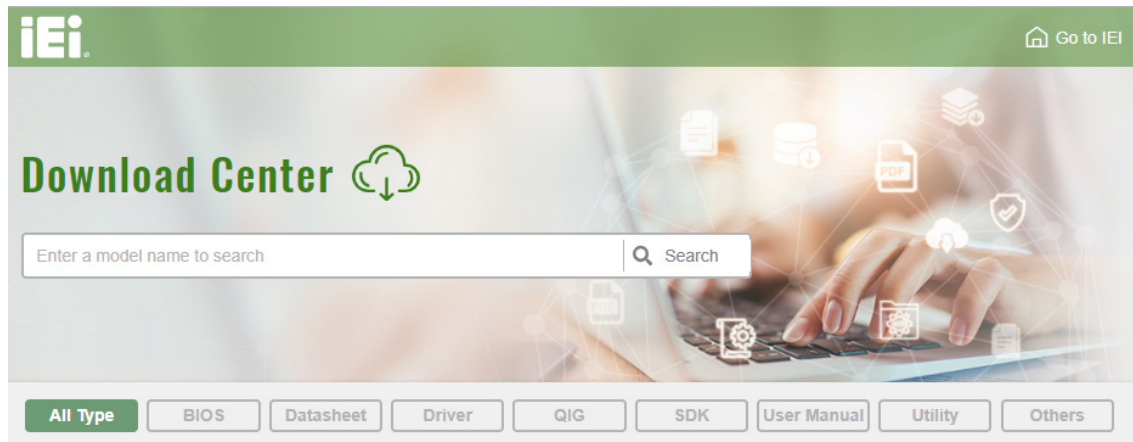 iEi
Go to IEI
Download Center
Enter a model name to search
Search
PDF
PDF
All Type
BIOS
Datasheet
Driver
QIG
SDK
User Manual
Utility
Others